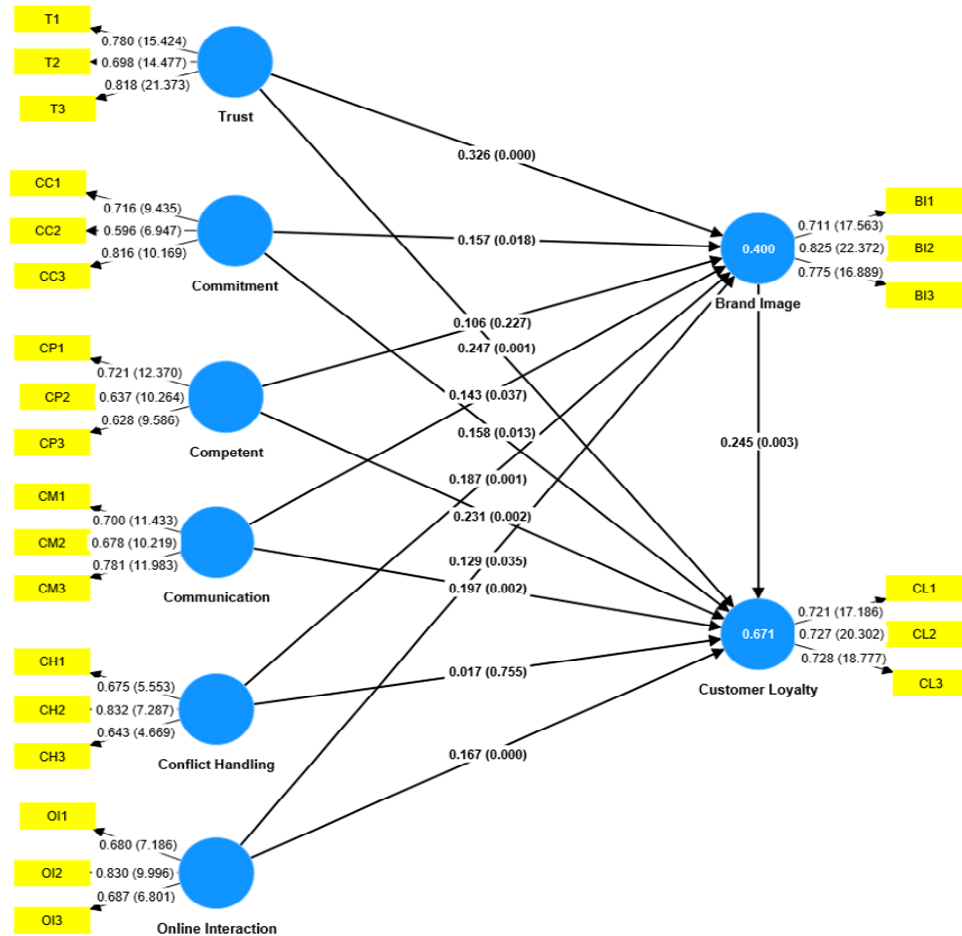 T1
0.780 (15.424)
T2
0.698 (14.477)
0.818 (21.373)
T3
Trust
0.326 (0.000)
CC1
0.716 (9.435)
CC2
0.596 (6.947)
0.816 (10.169)
CC3
Commitment
0.157 (0.018)
BI1
0.711 (17.563)
0.400
0.825 (22.372)
BI2
0.775 (16.889)
BI3
Brand Image
0.106 (0.227)
0.247 (0.001)
CP1
0.721 (12.370)
CP2
0.637 (10.264)
0.628 (9.586)
CP3
Competent
0.143 (0.037)
0.158 (0.013)
0.245 (0.003)
0.187 (0.001)
CM1
0.700 (11.433)
CM2
0.678 (10.219)
0.781 (11.983)
CM3
Communication
0.231 (0.002)
0.129 (0.035)
0.197 (0.002)
CL1
0.721 (17.186)
0.671
0.727 (20.302)
CL2
0.728 (18.777)
CL3
Customer Loyalty
CH1
0.675 (5.553)
CH2
0.832 (7.287)
0.643 (4.669)
CH3
Conflict Handling
0.017 (0.755)
0.167 (0.000)
OI1
0.680 (7.186)
OI2
0.830 (9.996)
0.687 (6.801)
OI3
Online Interaction